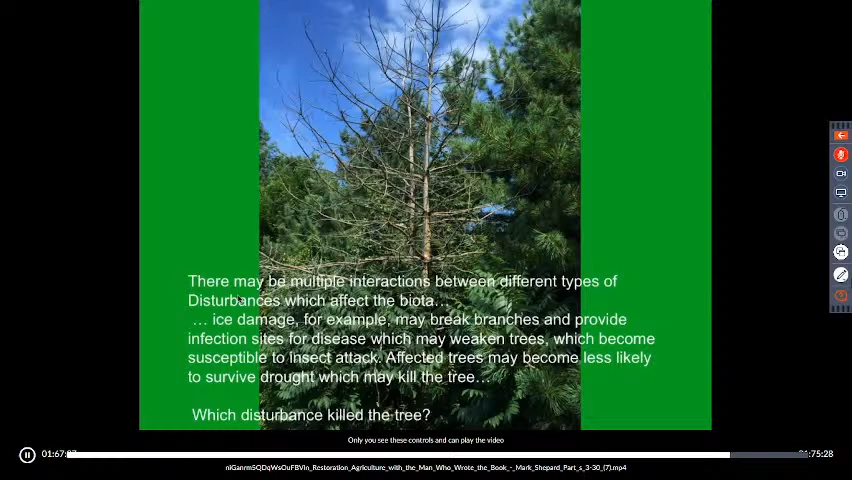 There may be multiple interactions between different types of
Disturbances which affect the biota…
… ice damage, for example, may break branches and provide
infection sites for disease which may weaken trees, which become
susceptible to insect attack. Affected trees may become less likely
to survive drought which may kill the tree…
Which disturbance killed the tree?
Only you see these controls and can play the video